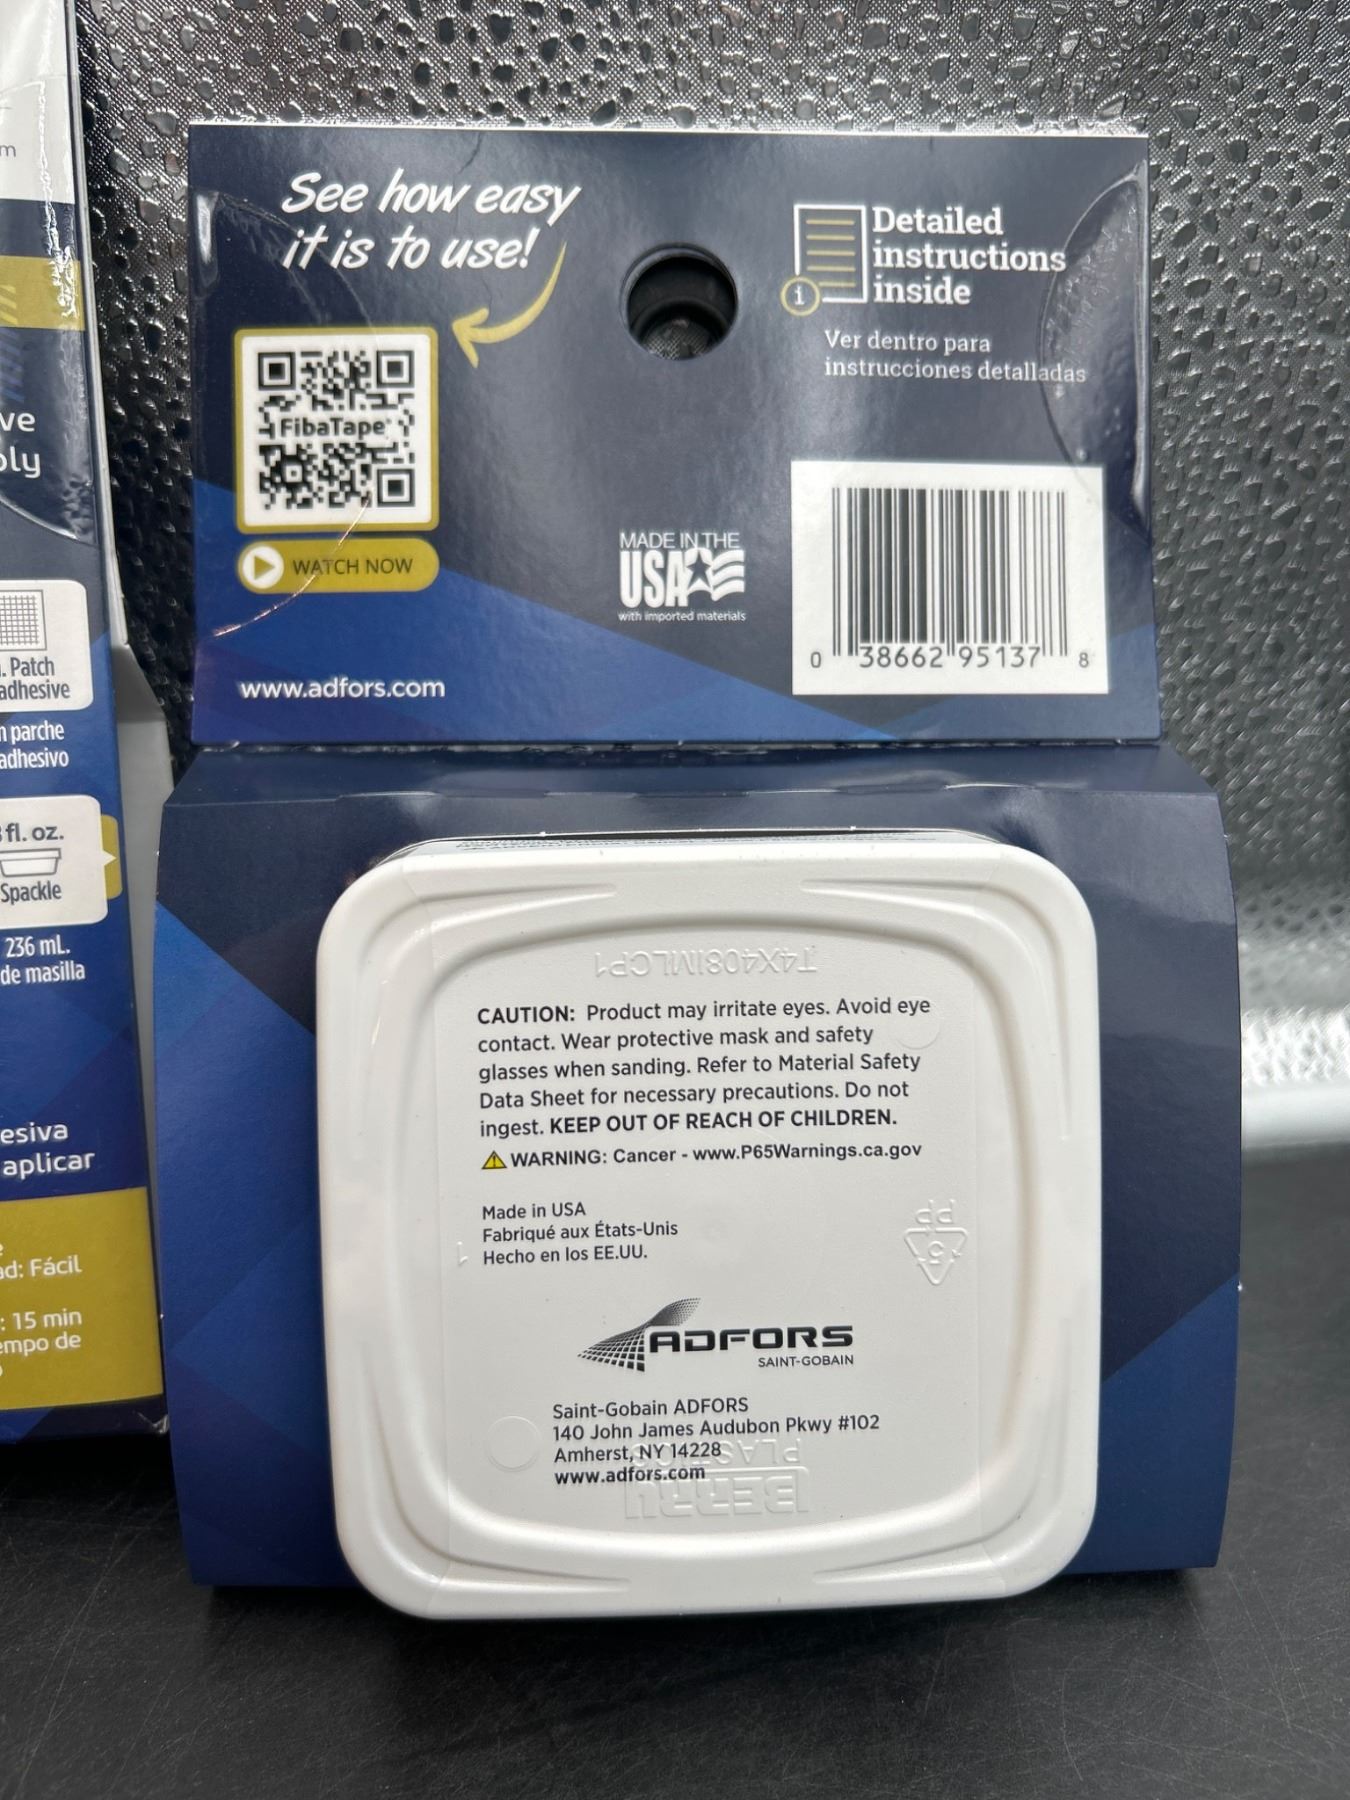 See how easy
it is to use!
FibaTape
WATCH NOW
www.adfors.com
Detailed
instructions
inside
i
Ver dentro para
instrucciones detalladas
MADE IN THE
USA
with imported materials
0 38662 95137 8
m
ve
ply
. Patch
adhesive
n parche
adhesivo
fl. oz.
Spackle
236 mL.
de masilla
esiva
aplicar
ad: Fácil
: 15 min
empo de
T4X408IMLCP1
CAUTION: Product may irritate eyes. Avoid eye
contact. Wear protective mask and safety
glasses when sanding. Refer to Material Safety
Data Sheet for necessary precautions. Do not
ingest. KEEP OUT OF REACH OF CHILDREN.
WARNING: Cancer - www.P65Warnings.ca.gov
Made in USA
Fabriqué aux États-Unis
Hecho en los EE.UU.
1
5
PP
ADFORS
SAINT-GOBAIN
Saint-Gobain ADFORS
140 John James Audubon Pkwy #102
Amherst, NY 14228
www.adfors.com
BERRY
PLASTICS